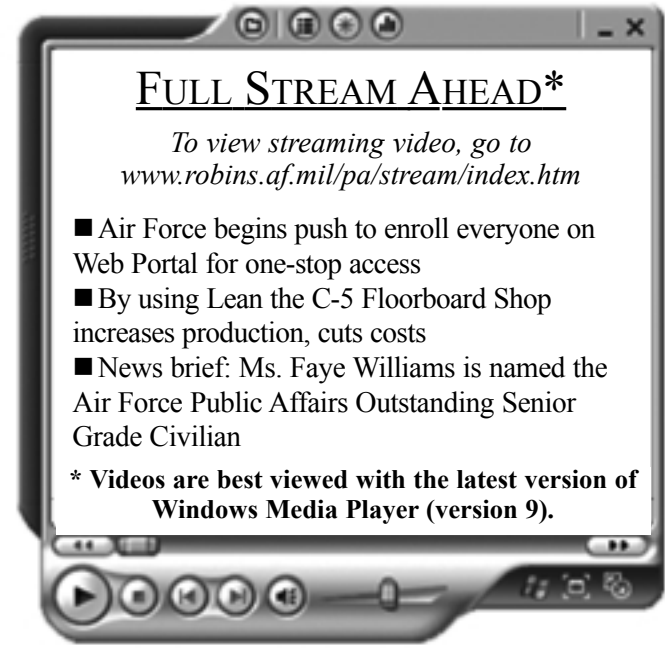 FULL STREAM AHEAD*
To view streaming video, go to
www.robins.af.mil/pa/stream/index.htm
■ Air Force begins push to enroll everyone on
Web Portal for one-stop access
■ By using Lean the C-5 Floorboard Shop
increases production, cuts costs
■ News brief: Ms. Faye Williams is named the
Air Force Public Affairs Outstanding Senior
Grade Civilian
* Videos are best viewed with the latest version of
Windows Media Player (version 9).